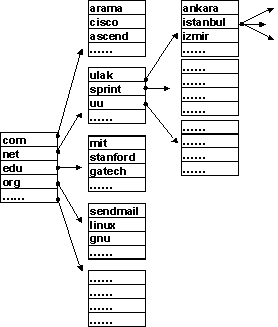 com
net
edu
org
......
arama
cisco
ascend
......
ulak
sprint
uu
......
mit
stanford
gatech
......
sendmail
linux
gnu
......
......
......
......
......
ankara
istanbul
izmir
......
......
......
......
......
......
......
......
......